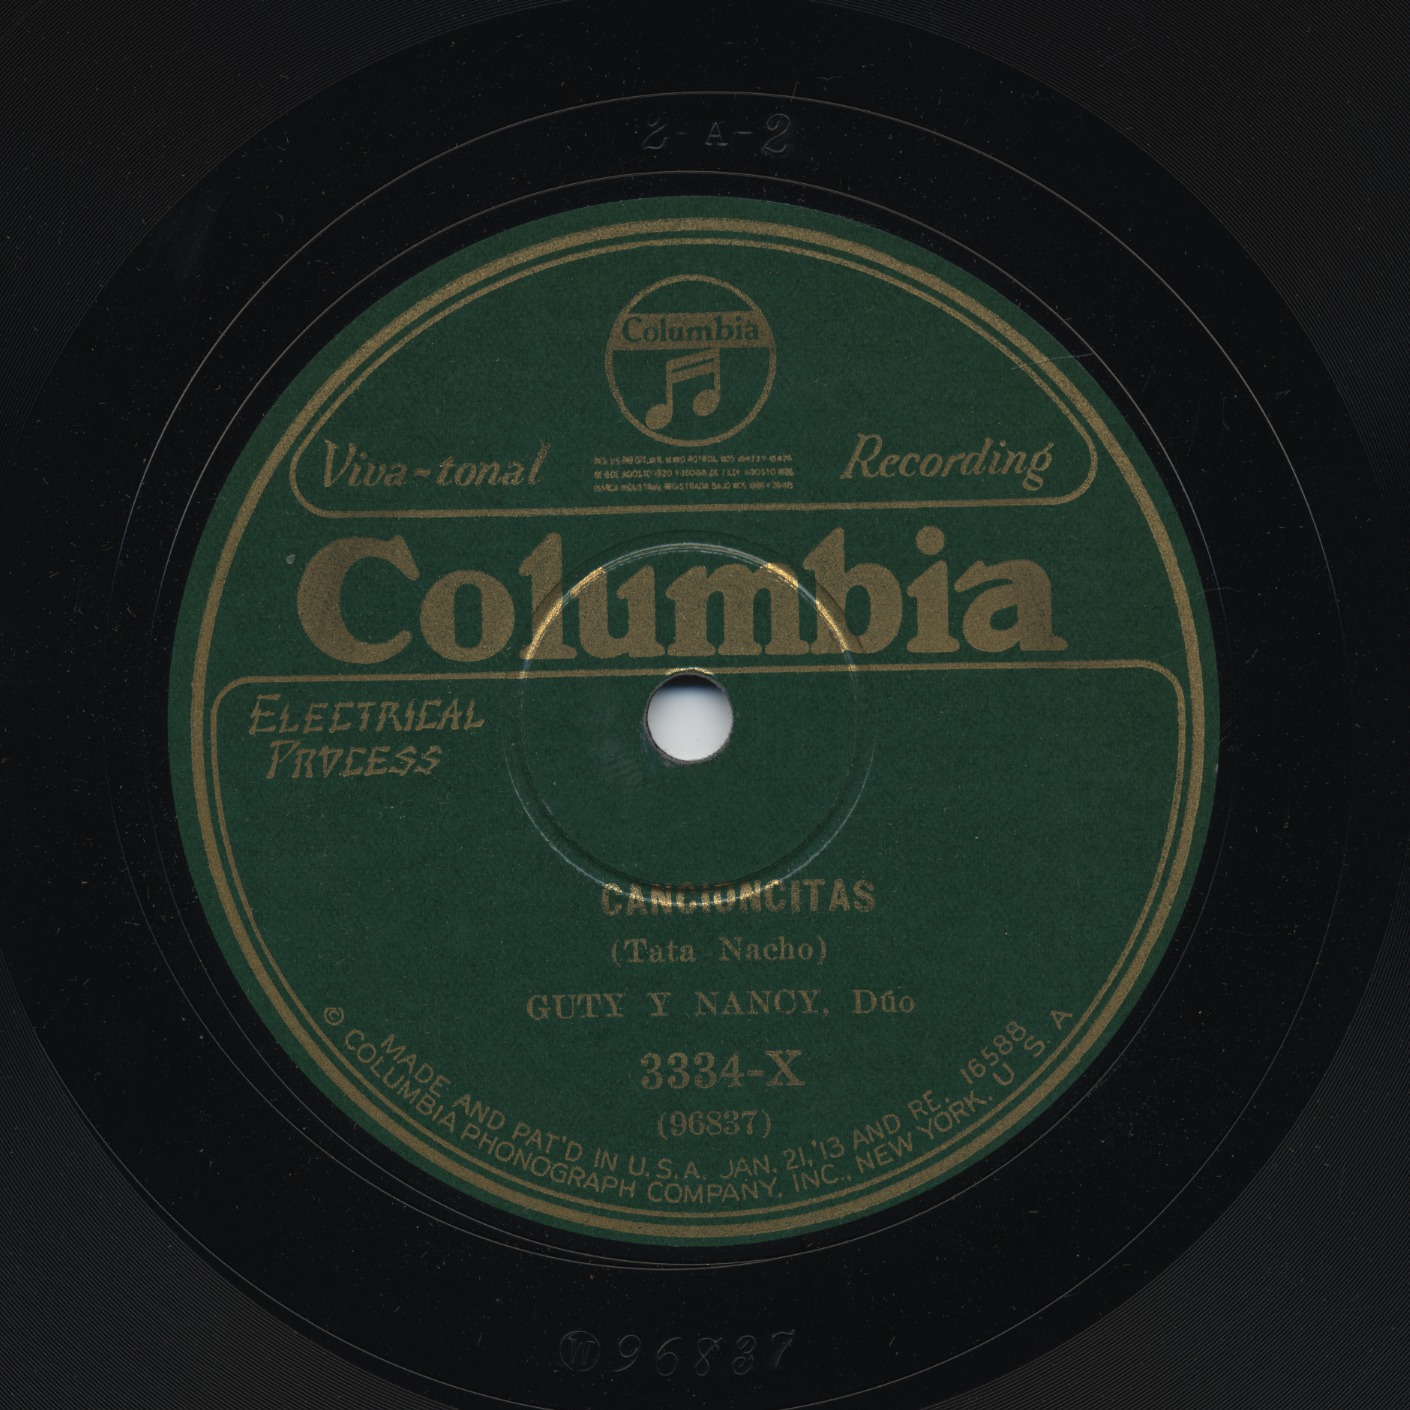 2-A-2
Columbia
Viva-tonal
Recording
Columbia
ELECTRICAL
PROCESS
CANCIONCITAS
(Tata Nacho)
GUTY Y NANCY, Dúo
3334-X
(96837)
MADE AND PAT'D IN U.S.A. JAN. 21,'13 AND RE. 16588
© COLUMBIA PHONOGRAPH COMPANY, INC., NEW YORK, U. S. A
W 96837